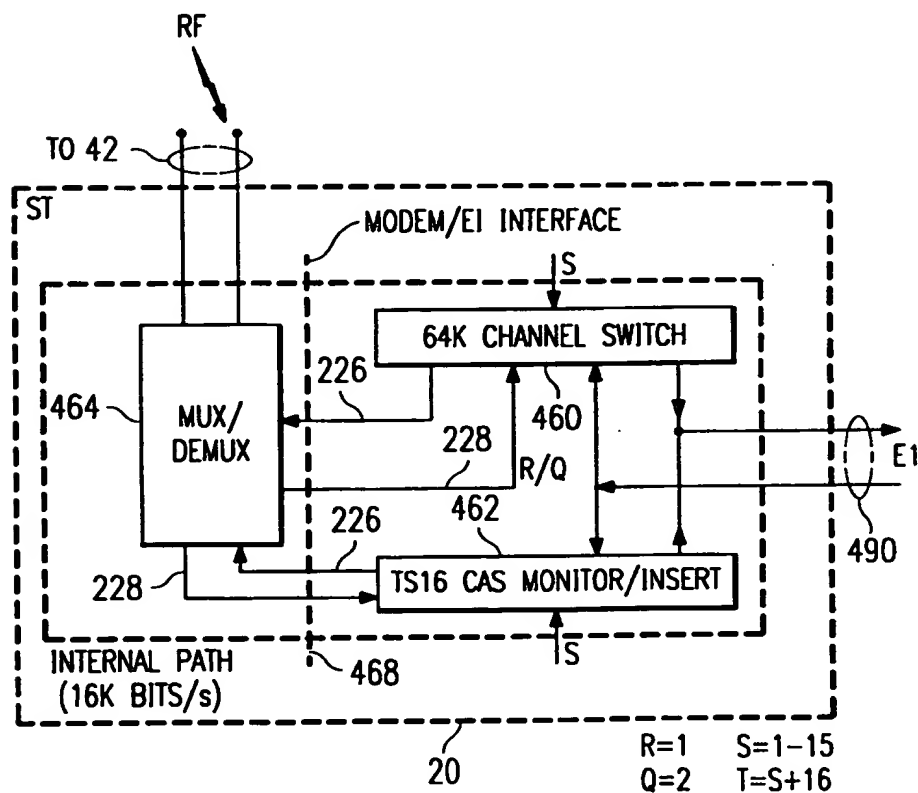 RF
TO 42
ST
MODEM/EI INTERFACE
S
64K CHANNEL SWITCH
226
460
464
MUX/
DEMUX
228
R/Q
E1
462
226
490
228
TS16 CAS MONITOR/INSERT
S
INTERNAL PATH
(16K BITS/s)
468
20
R=1 S=1-15
Q=2 T=S+16